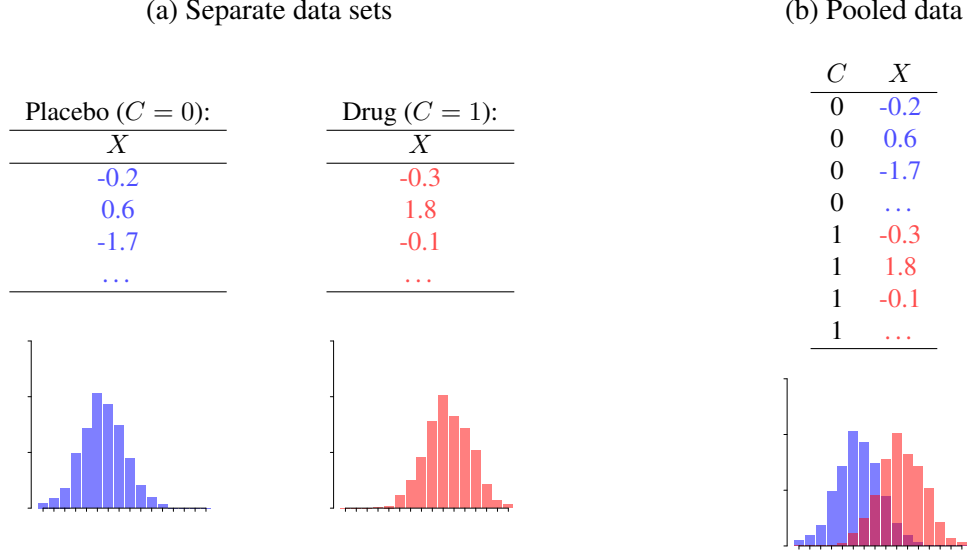 (a) Separate data sets
Placebo (C = 0):
X
-0.2
0.6
-1.7
...
Drug (C = 1):
X
-0.3
1.8
-0.1
...
(b) Pooled data
C X
0 -0.2
0 0.6
0 -1.7
0 ...
1 -0.3
1 1.8
1 -0.1
1 ...